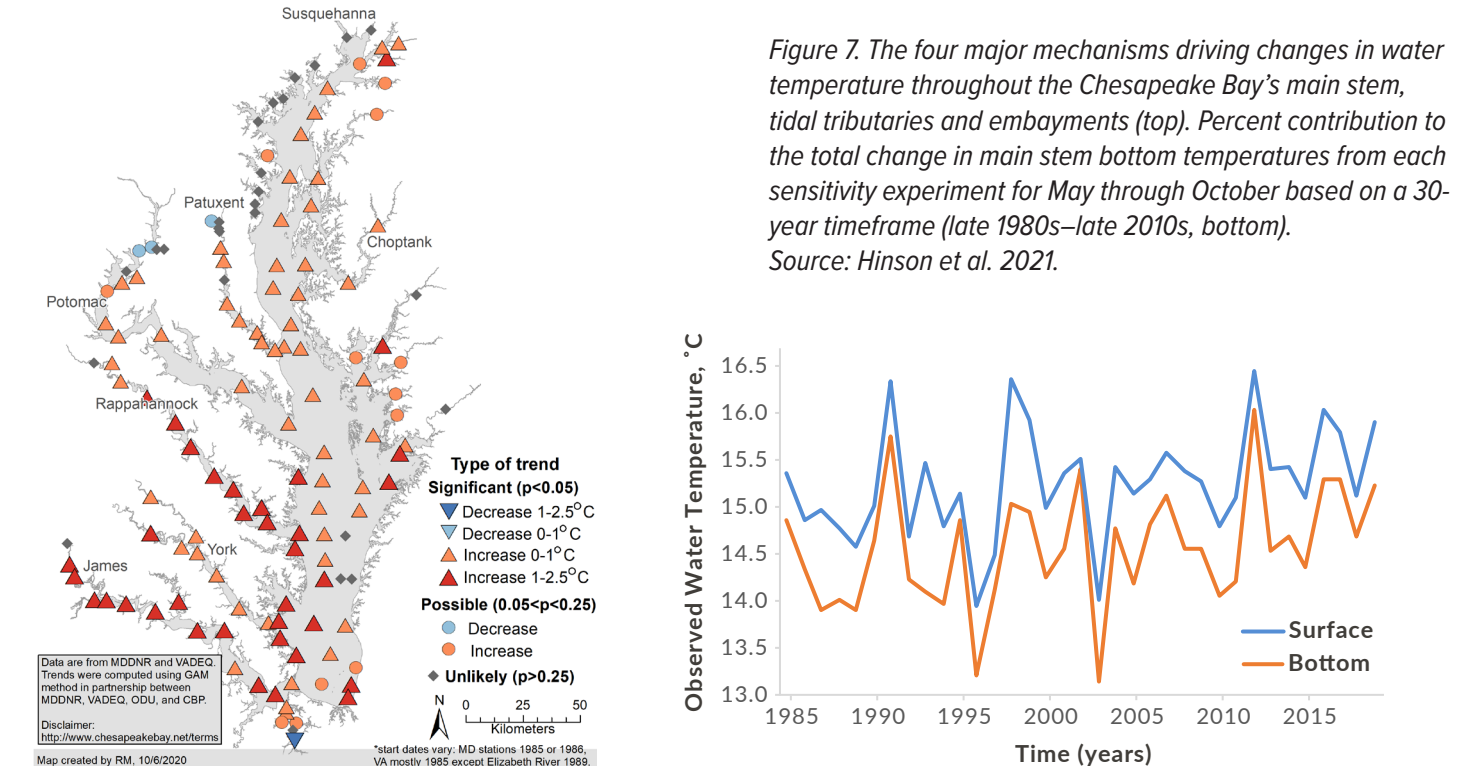 Susquehanna
Patuxent
Choptank
Potomac
Rappahannock
York
James
Type of trend
Significant (p<0.05)
Decrease 1-2.5°C
Decrease 0-1°C
Increase 0-1°C
Increase 1-2.5°C
Possible (0.05<p<0.25)
Decrease
Increase
Unlikely (p>0.25)
N
0 25 50
Kilometers
Data are from MDDNR and VADEQ.
Trends were computed using GAM
method in partnership between
MDDNR, VADEQ, ODU, and CBP.
Disclaimer:
http://www.chesapeakebay.net/terms
Map created by RM, 10/6/2020
*start dates vary: MD stations 1985 or 1986,
VA mostly 1985 except Elizabeth River 1989,
Figure 7. The four major mechanisms driving changes in water
temperature throughout the Chesapeake Bay's main stem,
tidal tributaries and embayments (top). Percent contribution to
the total change in main stem bottom temperatures from each
sensitivity experiment for May through October based on a 30-
year timeframe (late 1980s–late 2010s, bottom).
Source: Hinson et al. 2021.
Observed Water Temperature, °C
16.5
16.0
15.5
15.0
14.5
14.0
13.5
13.0
Surface
Bottom
1985 1990 1995 2000 2005 2010 2015
Time (years)